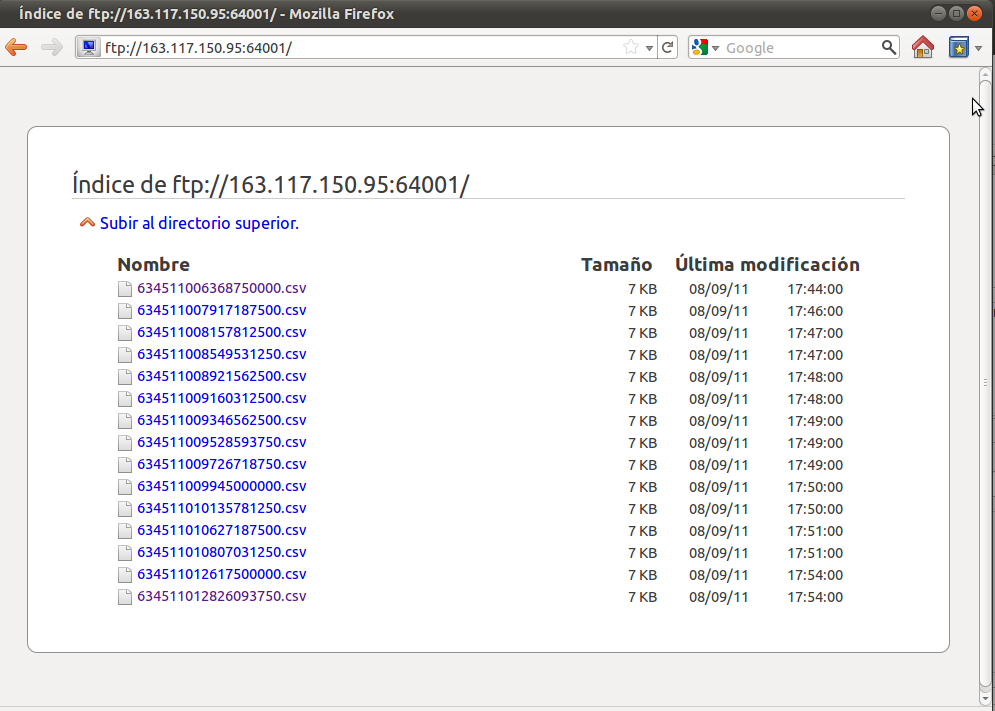 Índice de ftp://163.117.150.95:64001/ - Mozilla Firefox
ftp://163.117.150.95:64001/ Google
Índice de ftp://163.117.150.95:64001/
Subir al directorio superior.
Nombre Tamaño Última modificación
634511006368750000.csv 7 KB 08/09/11 17:44:00
634511007917187500.csv 7 KB 08/09/11 17:46:00
634511008157812500.csv 7 KB 08/09/11 17:47:00
634511008549531250.csv 7 KB 08/09/11 17:47:00
634511008921562500.csv 7 KB 08/09/11 17:48:00
634511009160312500.csv 7 KB 08/09/11 17:48:00
634511009346562500.csv 7 KB 08/09/11 17:49:00
634511009528593750.csv 7 KB 08/09/11 17:49:00
634511009726718750.csv 7 KB 08/09/11 17:49:00
634511009945000000.csv 7 KB 08/09/11 17:50:00
634511010135781250.csv 7 KB 08/09/11 17:50:00
634511010627187500.csv 7 KB 08/09/11 17:51:00
634511010807031250.csv 7 KB 08/09/11 17:51:00
634511012617500000.csv 7 KB 08/09/11 17:54:00
634511012826093750.csv 7 KB 08/09/11 17:54:00